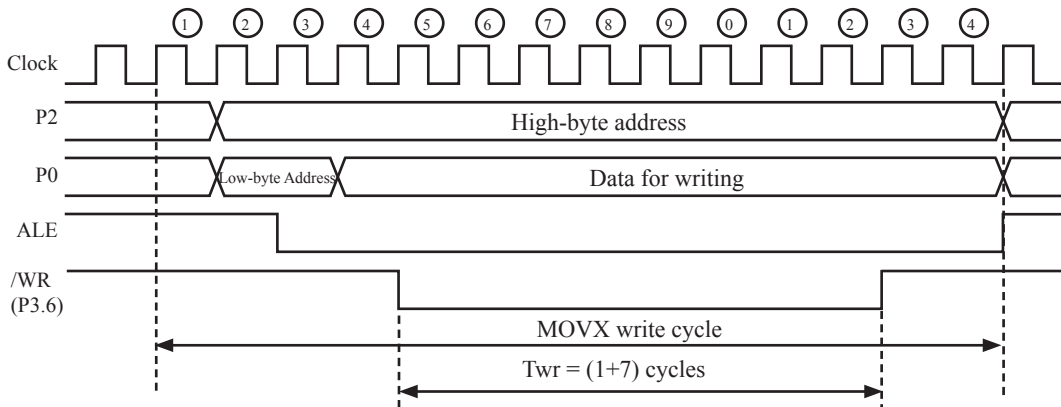 1 2 3 4 5 6 7 8 9 0 1 2 3 4
Clock
P2
High-byte address
P0
Low-byte Address
Data for writing
ALE
/WR
(P3.6)
MOVX write cycle
Twr = (1+7) cycles